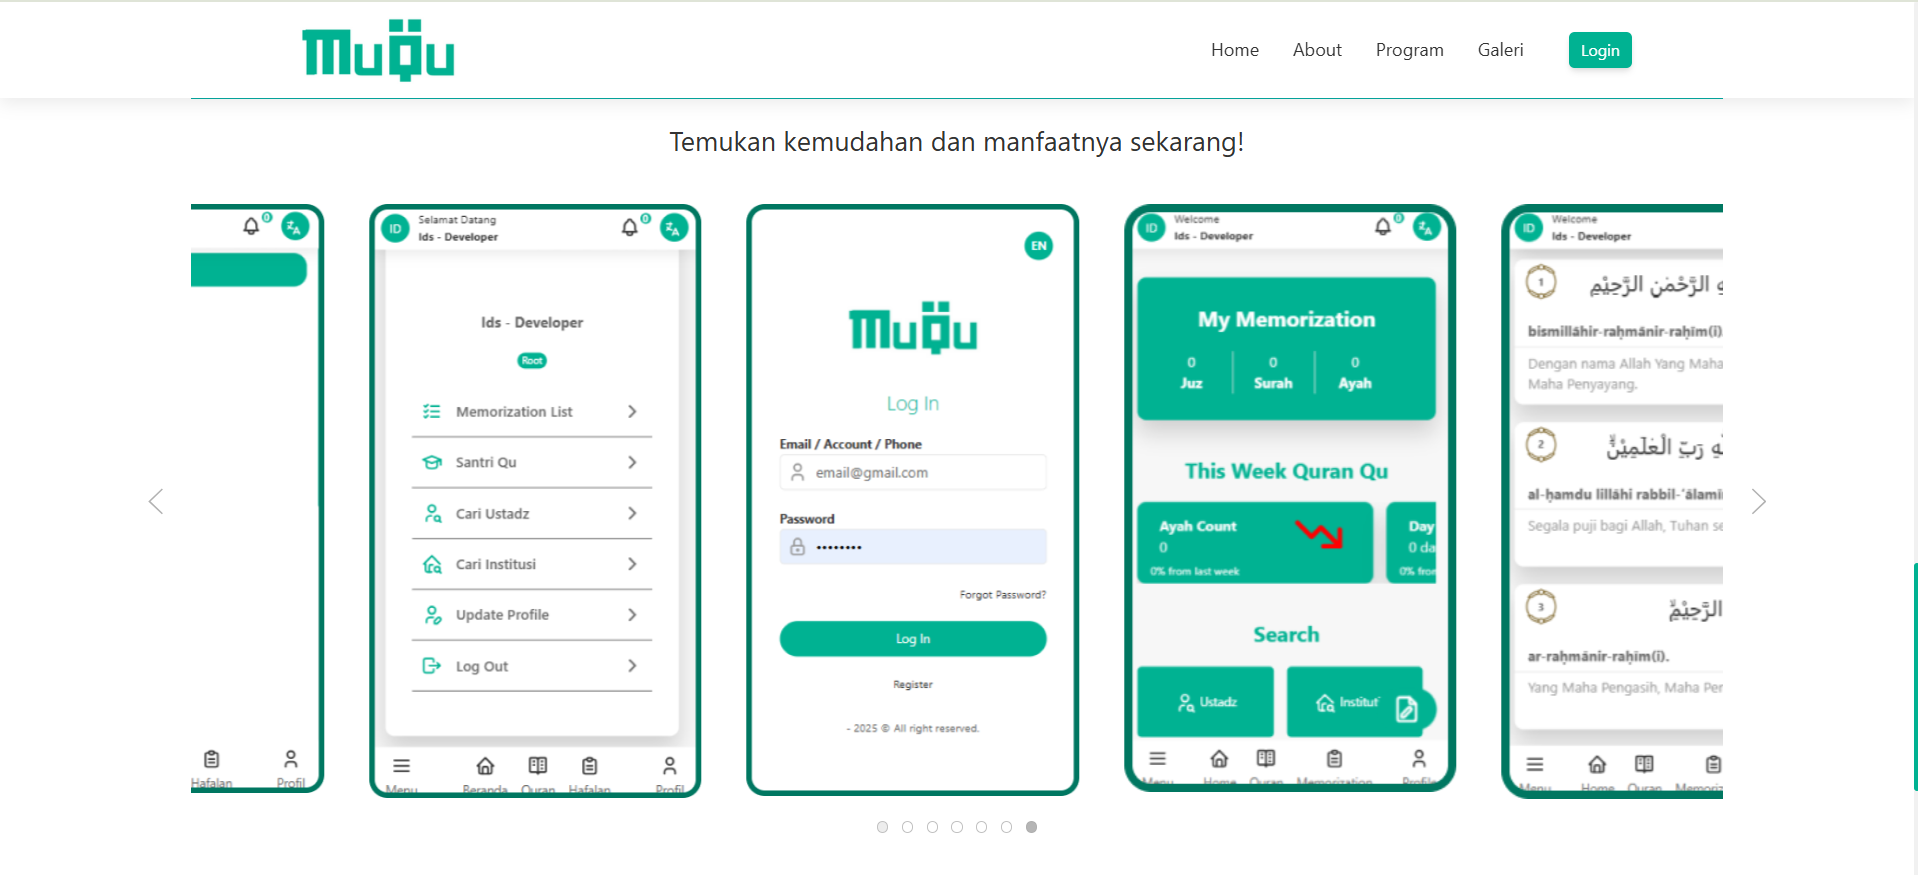 MuQu
Home
About
Program
Galeri
Login
Temukan kemudahan dan manfaatnya sekarang!
0
Hafalan
Profil
ID
Selamat Datang
Ids - Developer
0
Ids - Developer
Root
Memorization List
Santri Qu
Cari Ustadz
Cari Institusi
Update Profile
Log Out
Menu
Beranda
Quran
Hafalan
Profil
EN
MuQu
Log In
Email / Account / Phone
email@gmail.com
Password
••••••••
Forgot Password?
Log In
Register
- 2025 © All right reserved.
ID
Welcome
Ids - Developer
0
My Memorization
0
Juz
0
Surah
0
Ayah
This Week Quran Qu
Ayah Count
0
0% from last week
Day
0 da
0% fron
Search
Ustadz
Institut
Menu
Home
Quran
Memorization
Profile
ID
Welcome
Ids - Developer
1
الرَّحْمٰنِ الرَّحِيْمِ
bismillāhir-raḥmānir-raḥīm(i)
Dengan nama Allah Yang Maha
Maha Penyayang.
2
رَبِّ الْعٰلَمِيْنَۙ
al-ḥamdu lillāhi rabbil-‘ālamī
Segala puji bagi Allah, Tuhan se
3
الرَّحِيْمِۙ
ar-raḥmānir-raḥīm(i).
Yang Maha Pengasih, Maha Per
Menu
Home
Quran
Memoriz